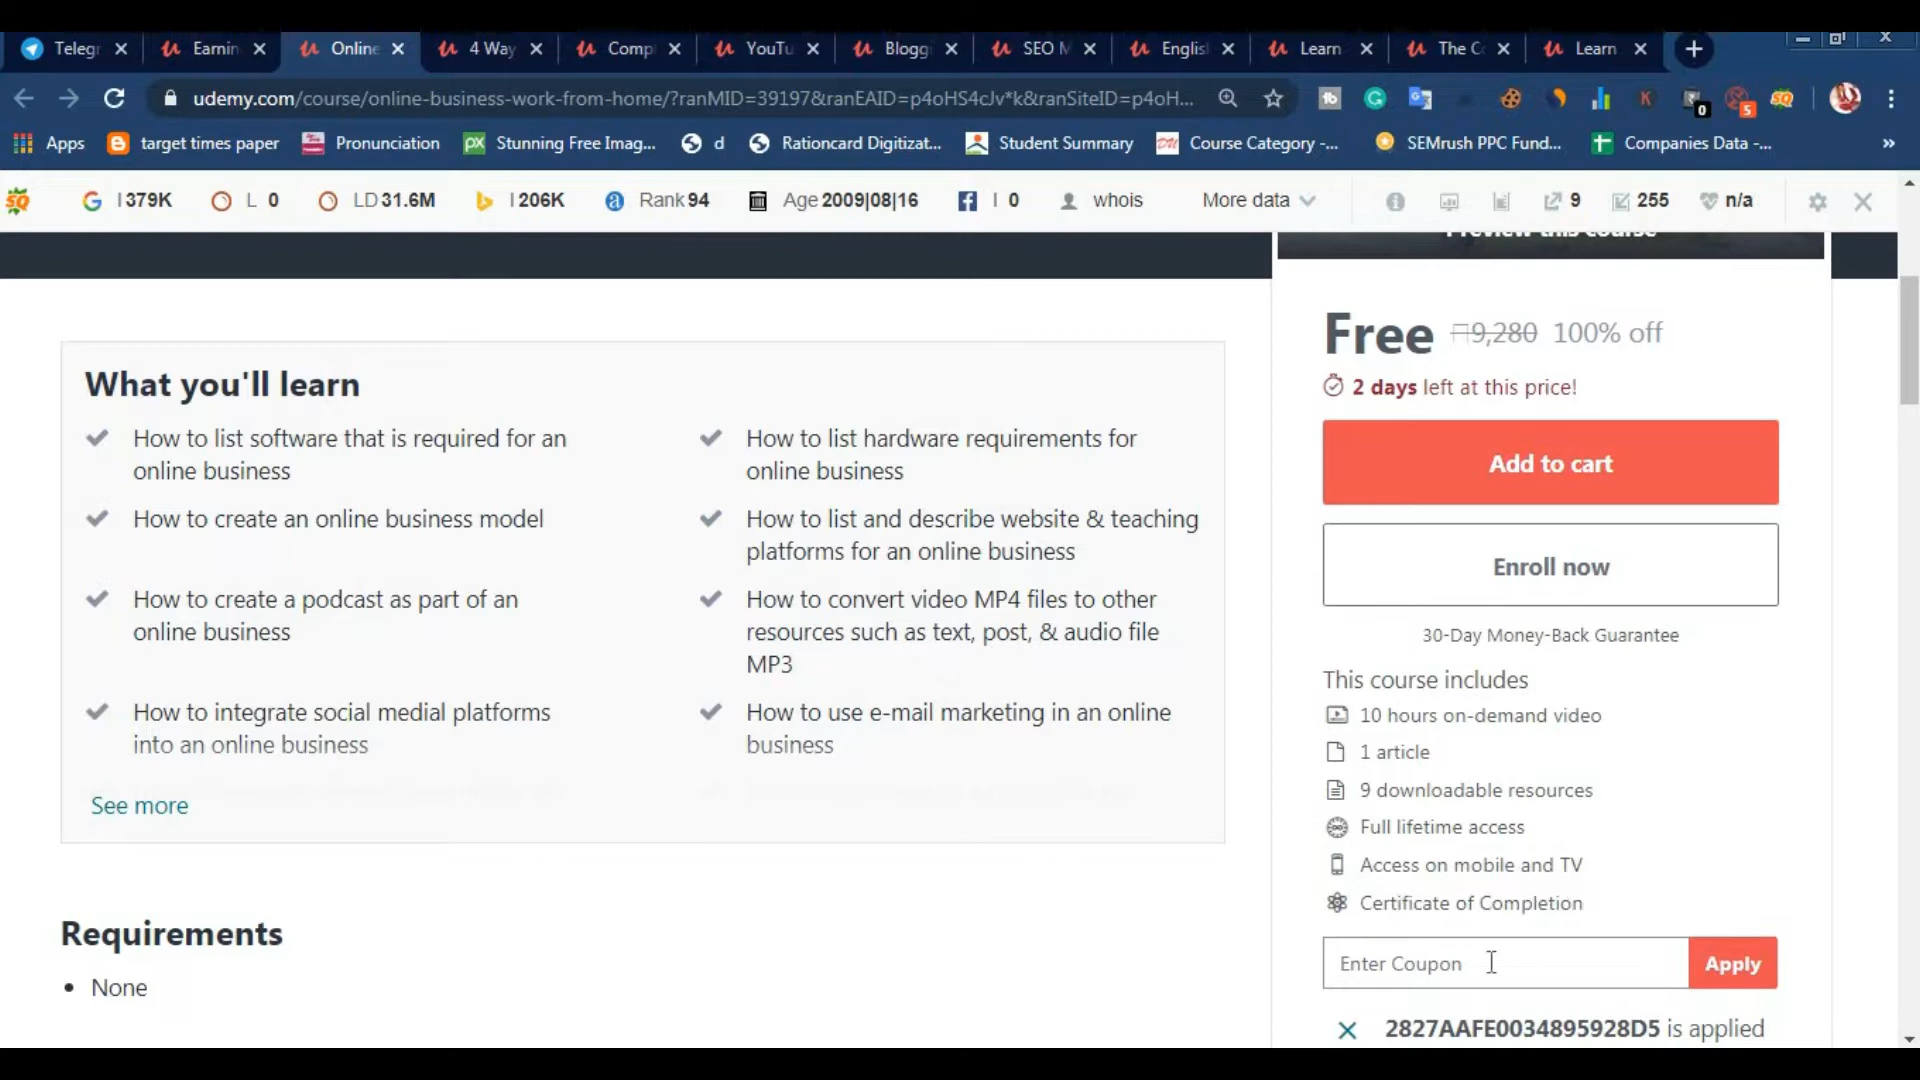 Telegr
Earnin
Online
4 Way
Comp
YouTu
Blogg
SEO M
Englis
Learn
The C
Learn
udemy.com/course/online-business-work-from-home/?ranMID=39197&ranEAID=p4oHS4cJv*k&ranSiteID=p4oH...
0
5
Apps
target times paper
Pronunciation
Stunning Free Imag...
d
Rationcard Digitizat...
Student Summary
Course Category -...
SEMrush PPC Fund...
Companies Data -...
»
SQ
I 379K
L 0
LD 31.6M
I 206K
Rank 94
Age 2009|08|16
I 0
whois
More data
9
255
n/a
Preview this course
What you'll learn
How to list software that is required for an
online business
How to create an online business model
How to create a podcast as part of an
online business
How to integrate social medial platforms
into an online business
How to list hardware requirements for
online business
How to list and describe website & teaching
platforms for an online business
How to convert video MP4 files to other
resources such as text, post, & audio file
MP3
How to use e-mail marketing in an online
business
See more
Requirements
• None
Free 9,280 100% off
2 days left at this price!
Add to cart
Enroll now
30-Day Money-Back Guarantee
This course includes
10 hours on-demand video
1 article
9 downloadable resources
Full lifetime access
Access on mobile and TV
Certificate of Completion
Enter Coupon
Apply
2827AAFE0034895928D5 is applied